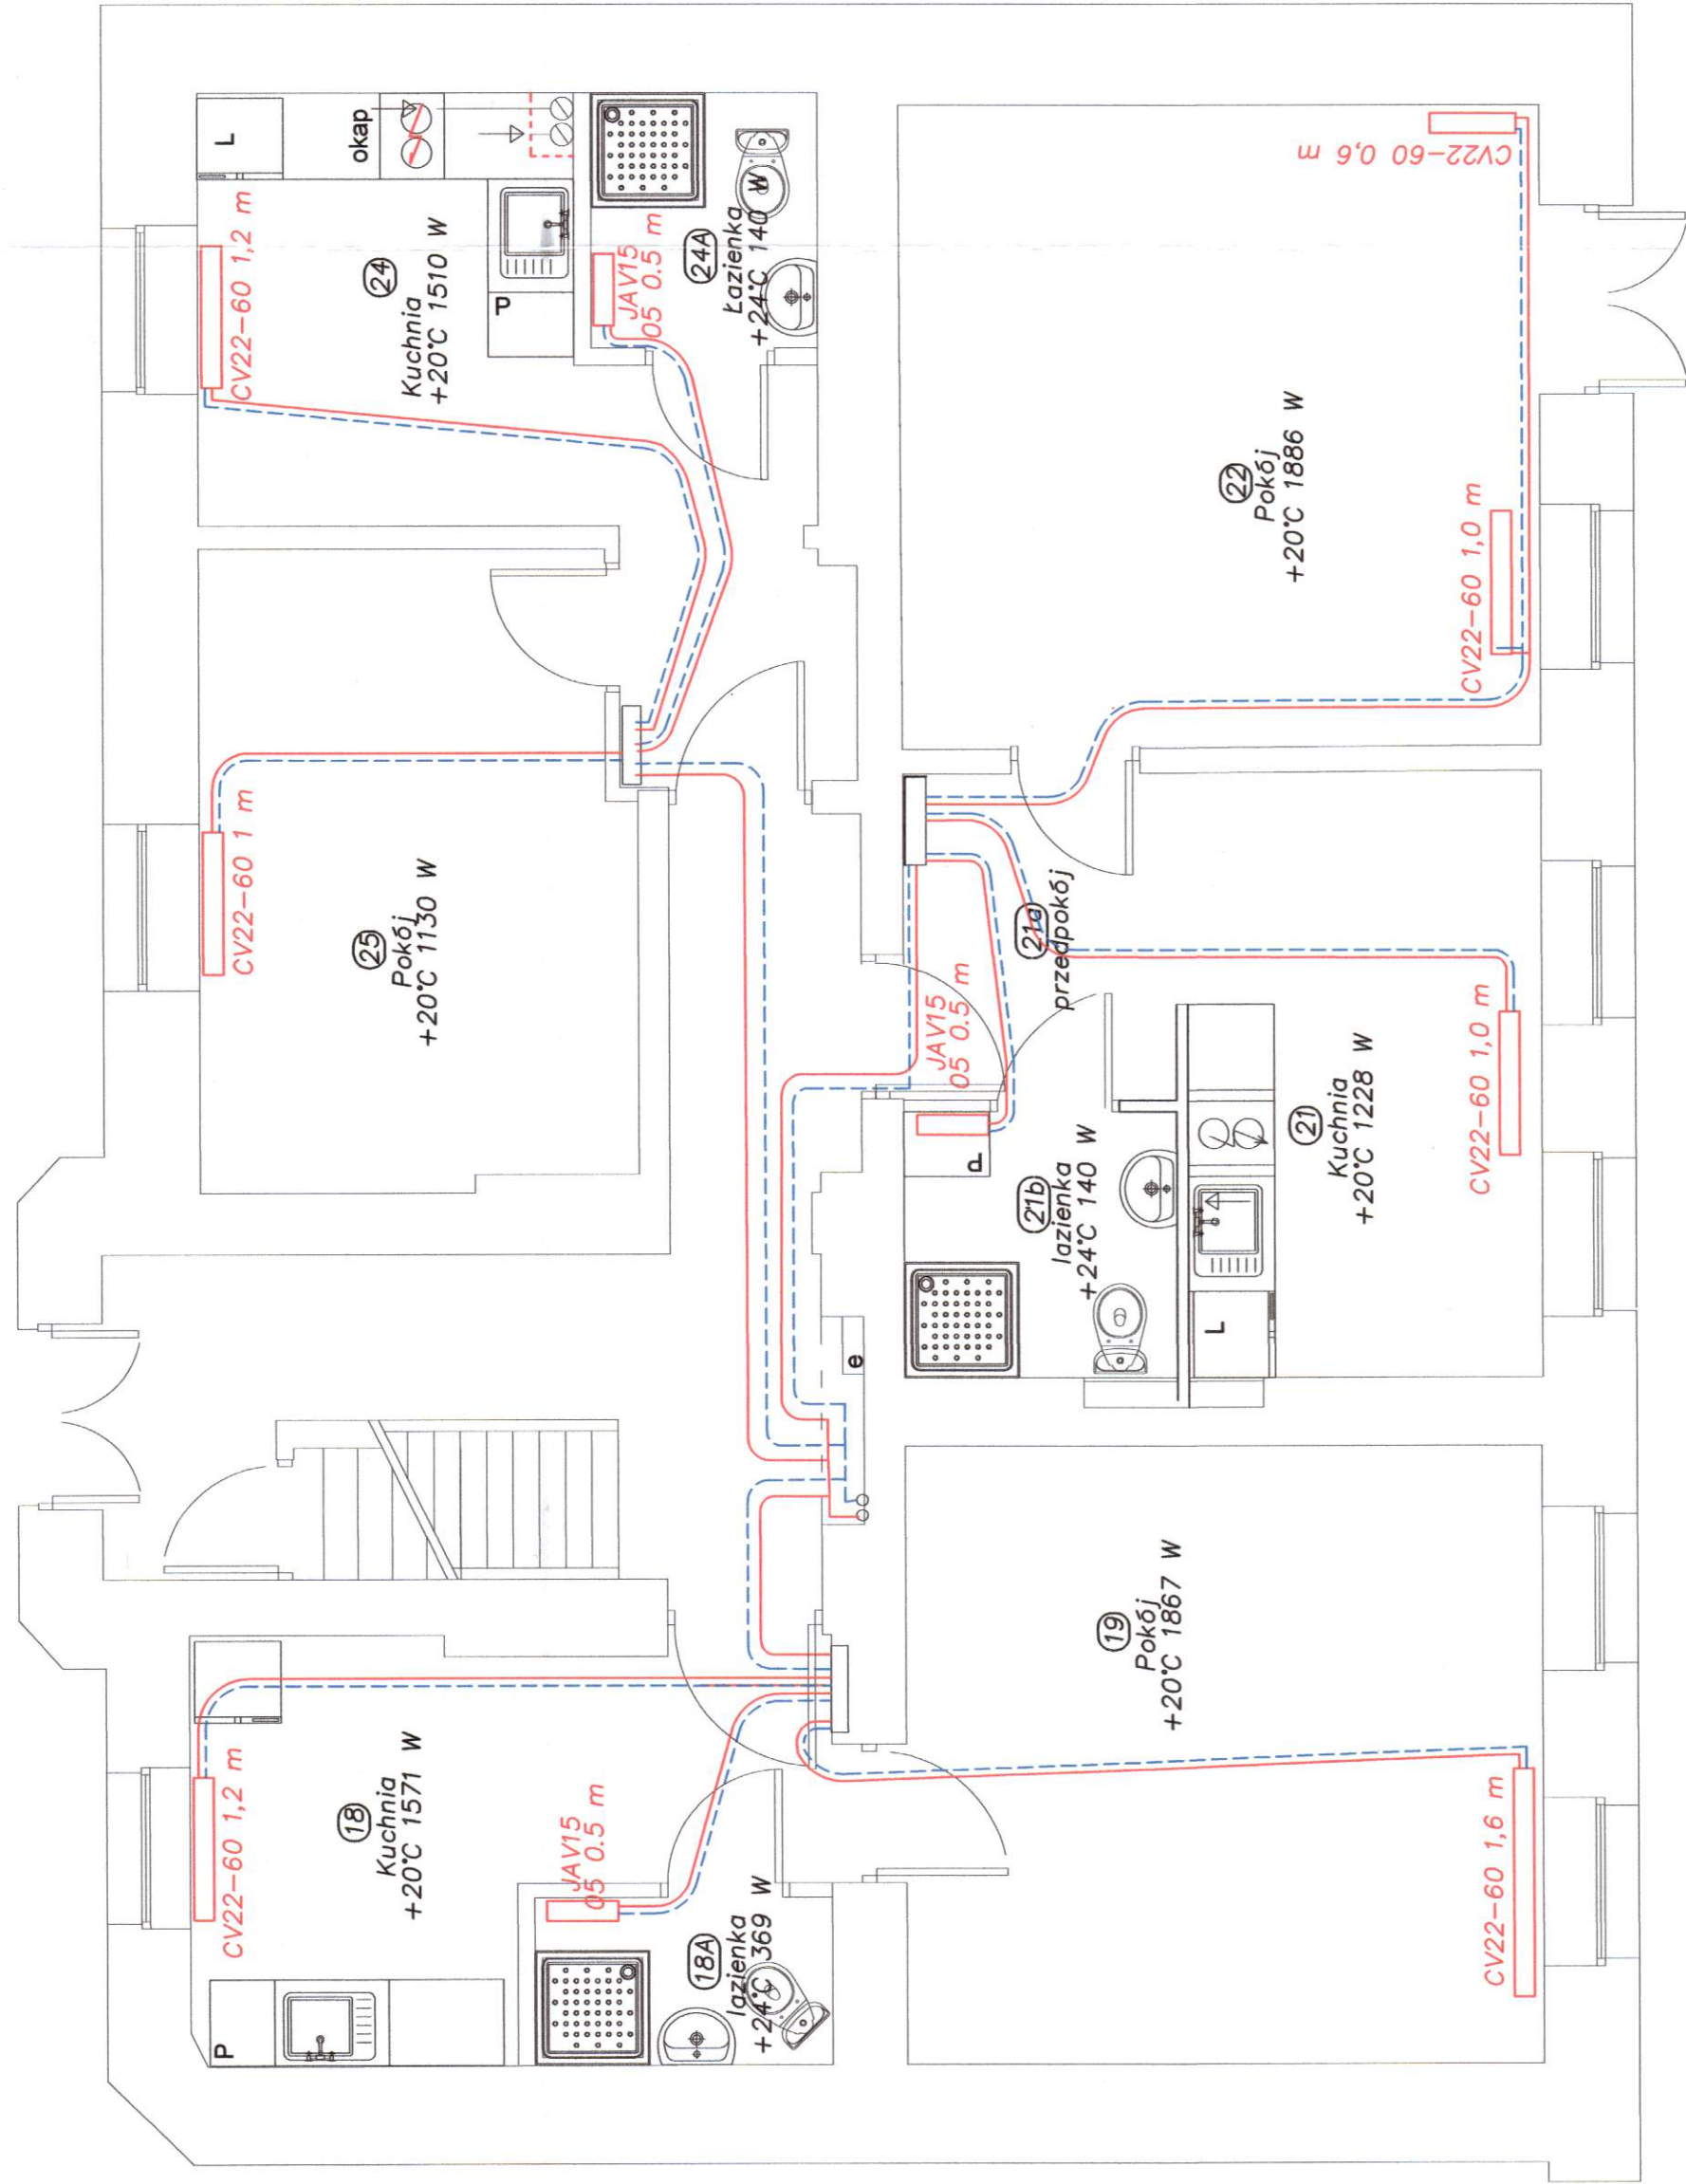 L
okap
CV22-60 1,2 m
24
Kuchnia
+20°C 1510 W
P
JAV15
05 0.5 m
24A
Łazienka
+24°C 140 W
CV22-60 0,6 m
22
Pokój
+20°C 1886 W
CV22-60 1,0 m
CV22-60 1 m
25
Pokój
+20°C 1130 W
21a
przedpokój
JAV15
05 0.5 m
P
21b
lazienka
+24°C 140 W
21
Kuchnia
+20°C 1228 W
CV22-60 1,0 m
L
e
CV22-60 1,2 m
18
Kuchnia
+20°C 1571 W
P
JAV15
05 0.5 m
18A
lazienka
+24°C 369 W
19
Pokój
+20°C 1867 W
CV22-60 1,6 m